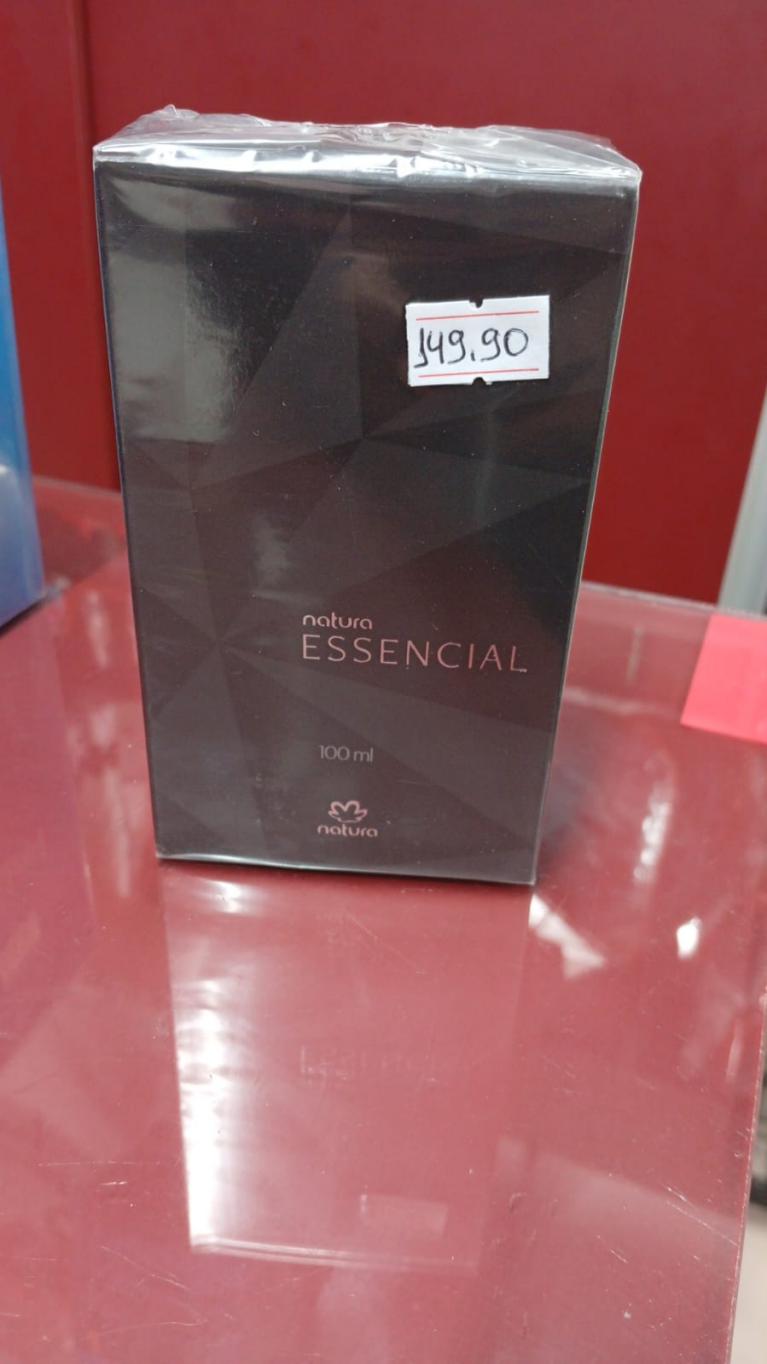 149.90
natura
ESSENCIAL
100 ml
natura